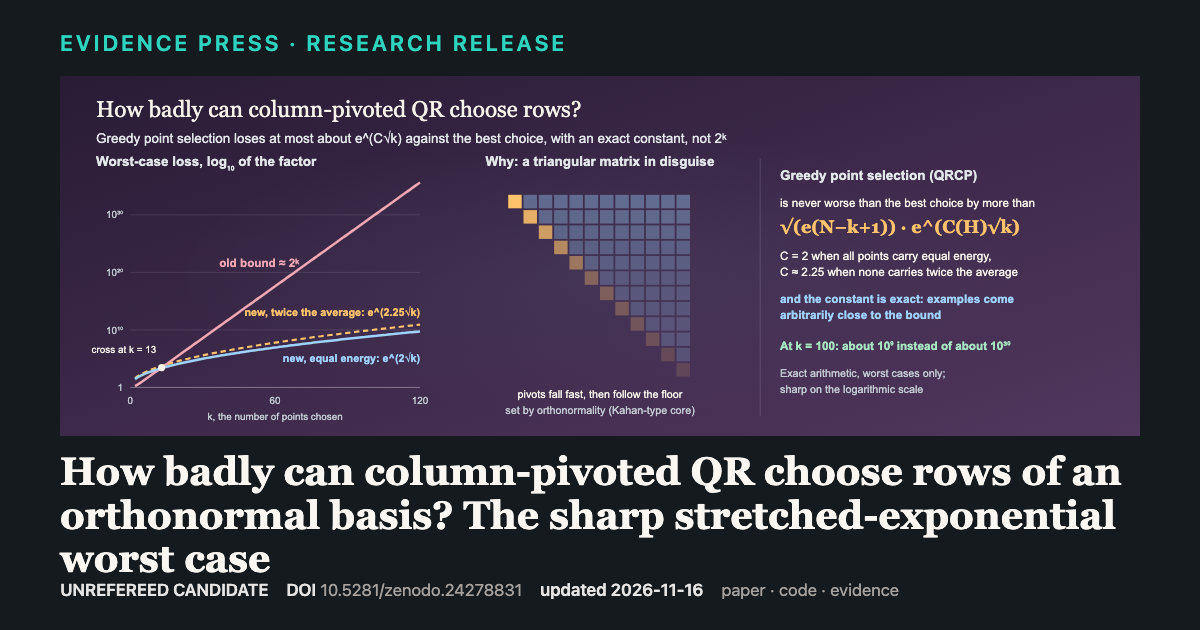 EVIDENCE PRESS · RESEARCH RELEASE
How badly can column-pivoted QR choose rows?
Greedy point selection loses at most about e^(C√k) against the best choice, with an exact constant, not 2ᵏ
Worst-case loss, log₁₀ of the factor
10³⁰
10²⁰
10¹⁰
1
old bound ≈ 2ᵏ
new, twice the average: e^(2.25√k)
cross at k = 13
new, equal energy: e^(2√k)
0
60
120
k, the number of points chosen
Why: a triangular matrix in disguise
pivots fall fast, then follow the floor
set by orthonormality (Kahan-type core)
Greedy point selection (QRCP)
is never worse than the best choice by more than
√(e(N−k+1)) · e^(C(H)√k)
C = 2 when all points carry equal energy,
C ≈ 2.25 when none carries twice the average
and the constant is exact: examples come
arbitrarily close to the bound
At k = 100: about 10⁹ instead of about 10³⁰
Exact arithmetic, worst cases only;
sharp on the logarithmic scale
How badly can column-pivoted QR choose rows of an
orthonormal basis? The sharp stretched-exponential
worst case
UNREFEREED CANDIDATE DOI 10.5281/zenodo.24278831 updated 2026-11-16 paper · code · evidence